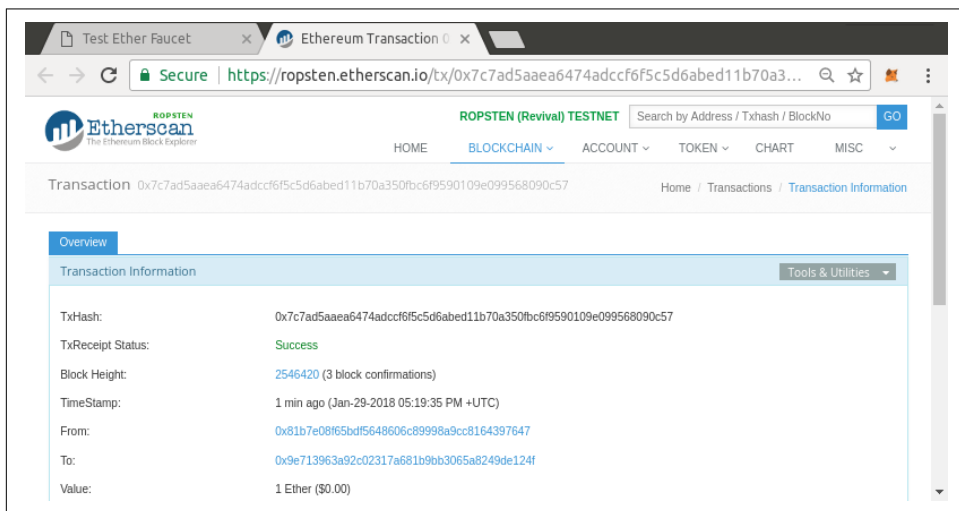 Test Ether Faucet
Ethereum Transaction 0
Secure
https://ropsten.etherscan.io/tx/0x7c7ad5aaea6474adccf6f5c5d6abed11b70a3...
ROPSTEN
Etherscan
The Ethereum Block Explorer
ROPSTEN (Revival) TESTNET
Search by Address / Txhash / BlockNo
GO
HOME BLOCKCHAIN ACCOUNT TOKEN CHART MISC
Transaction 0x7c7ad5aaea6474adccf6f5c5d6abed11b70a350fbc6f9590109e099568090c57
Home / Transactions / Transaction Information
Overview
Transaction Information
Tools & Utilities
TxHash: 0x7c7ad5aaea6474adccf6f5c5d6abed11b70a350fbc6f9590109e099568090c57
TxReceipt Status: Success
Block Height: 2546420 (3 block confirmations)
TimeStamp: 1 min ago (Jan-29-2018 05:19:35 PM +UTC)
From: 0x81b7e08f65bdf5648606c89998a9cc8164397647
To: 0x9e713963a92c02317a681b9bb3065a8249de124f
Value: 1 Ether ($0.00)